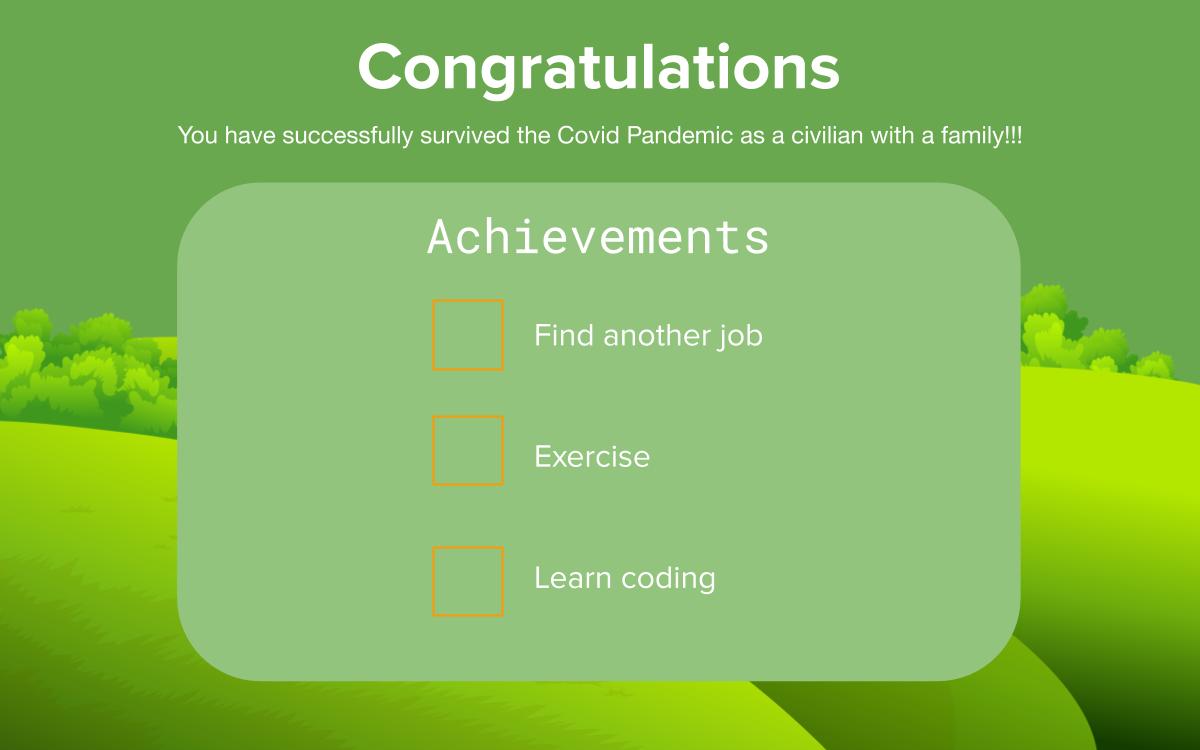 Congratulations
You have successfully survived the Covid Pandemic as a civilian with a family!!!
Achievements
Find another job
Exercise
Learn coding